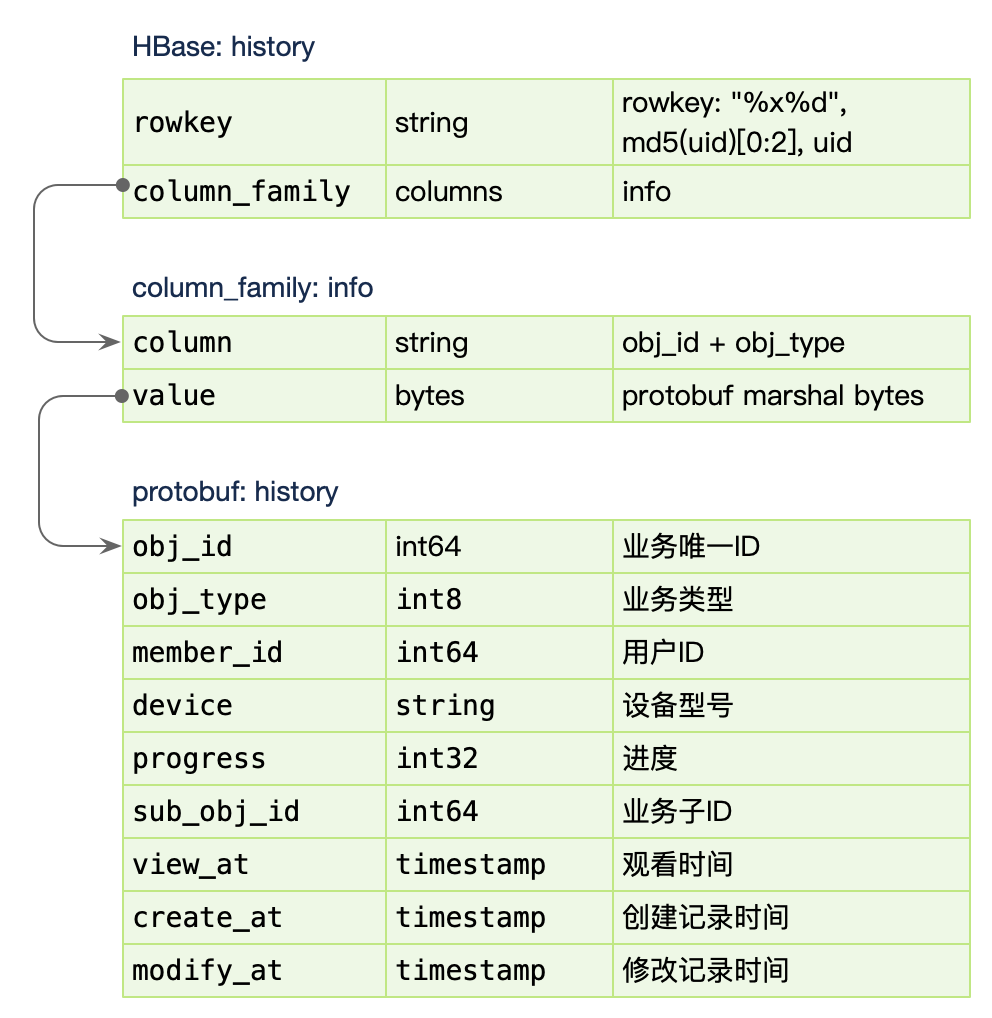 HBase: history
rowkey string rowkey: "%x%d",
md5(uid)[0:2], uid
column_family columns info
column_family: info
column string obj_id + obj_type
value bytes protobuf marshal bytes
protobuf: history
obj_id int64 业务唯一ID
obj_type int8 业务类型
member_id int64 用户ID
device string 设备型号
progress int32 进度
sub_obj_id int64 业务子ID
view_at timestamp 观看时间
create_at timestamp 创建记录时间
modify_at timestamp 修改记录时间